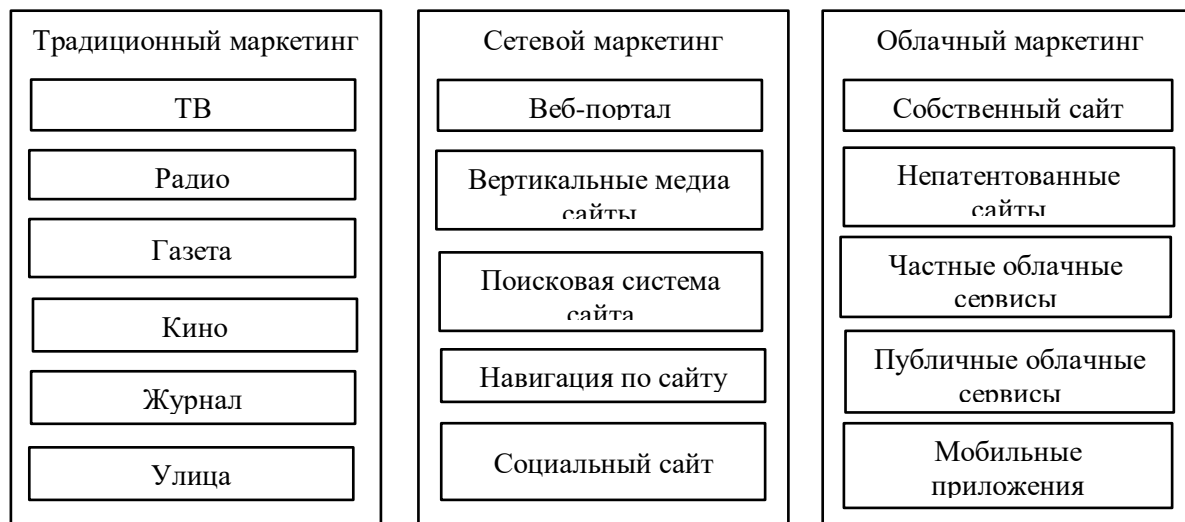 Традиционный маркетинг
ТВ
Радио
Газета
Кино
Журнал
Улица
Сетевой маркетинг
Веб-портал
Вертикальные медиа
сайты
Поисковая система
сайта
Навигация по сайту
Социальный сайт
Облачный маркетинг
Собственный сайт
Непатентованные
сайты
Частные облачные
сервисы
Публичные облачные
сервисы
Мобильные
приложения